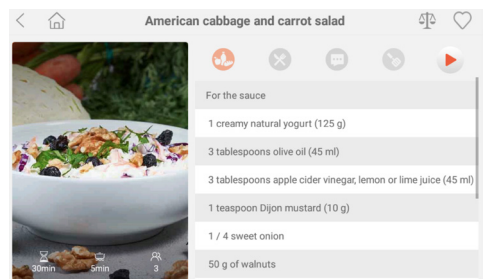 American cabbage and carrot salad
For the sauce
1 creamy natural yogurt (125 g)
3 tablespoons olive oil (45 ml)
3 tablespoons apple cider vinegar, lemon or lime juice (45 ml)
1 teaspoon Dijon mustard (10 g)
1 / 4 sweet onion
50 g of walnuts
30min
5min
3